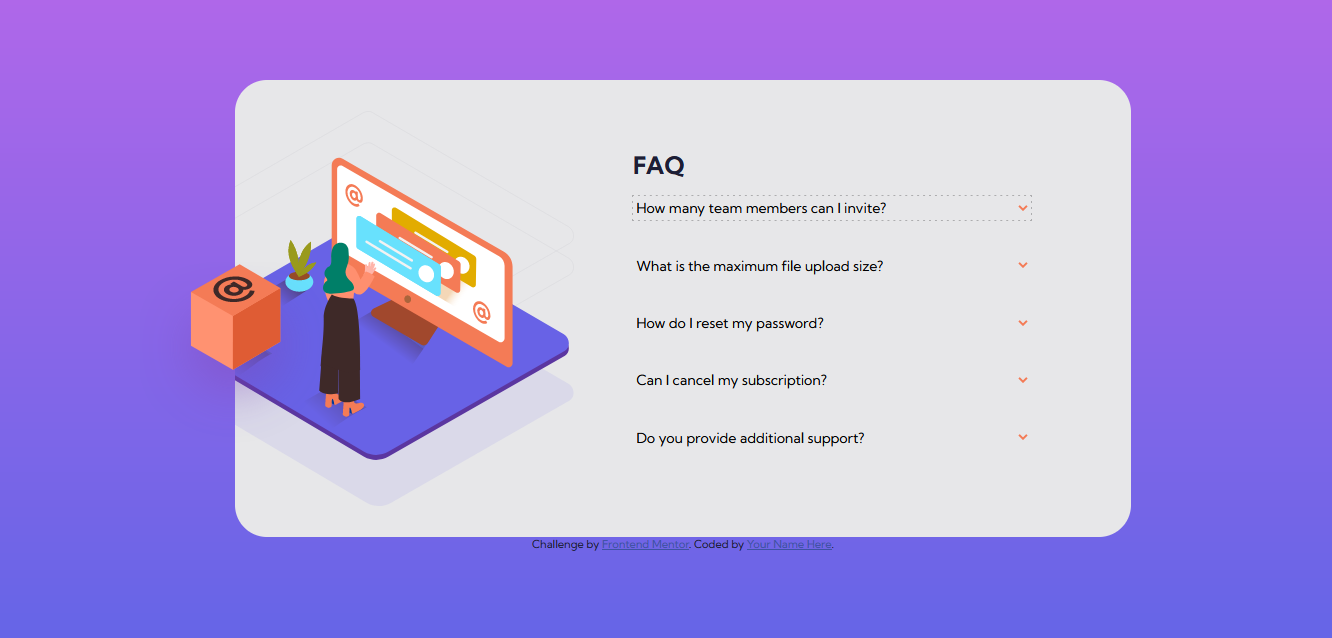 FAQ
How many team members can I invite?
What is the maximum file upload size?
How do I reset my password?
Can I cancel my subscription?
Do you provide additional support?
Challenge by Frontend Mentor. Coded by Your Name Here.